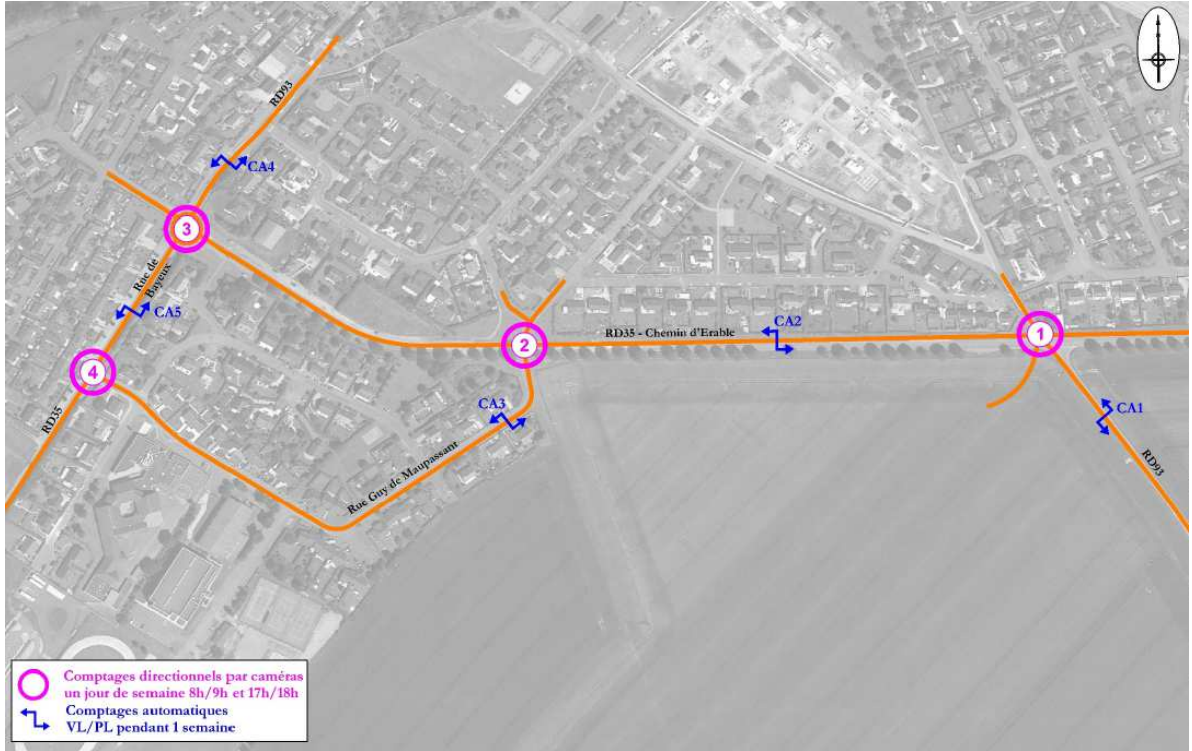 RD93
CA4
3
Rue de
Bayeux
CA5
4
RD35
CA2
RD35 - Chemin d'Erable
1
2
CA3
CA1
RD93
Rue Guy de Maupassant
Comptages directionnels par caméras
un jour de semaine 8h/9h et 17h/18h
Comptages automatiques
VL/PL pendant 1 semaine